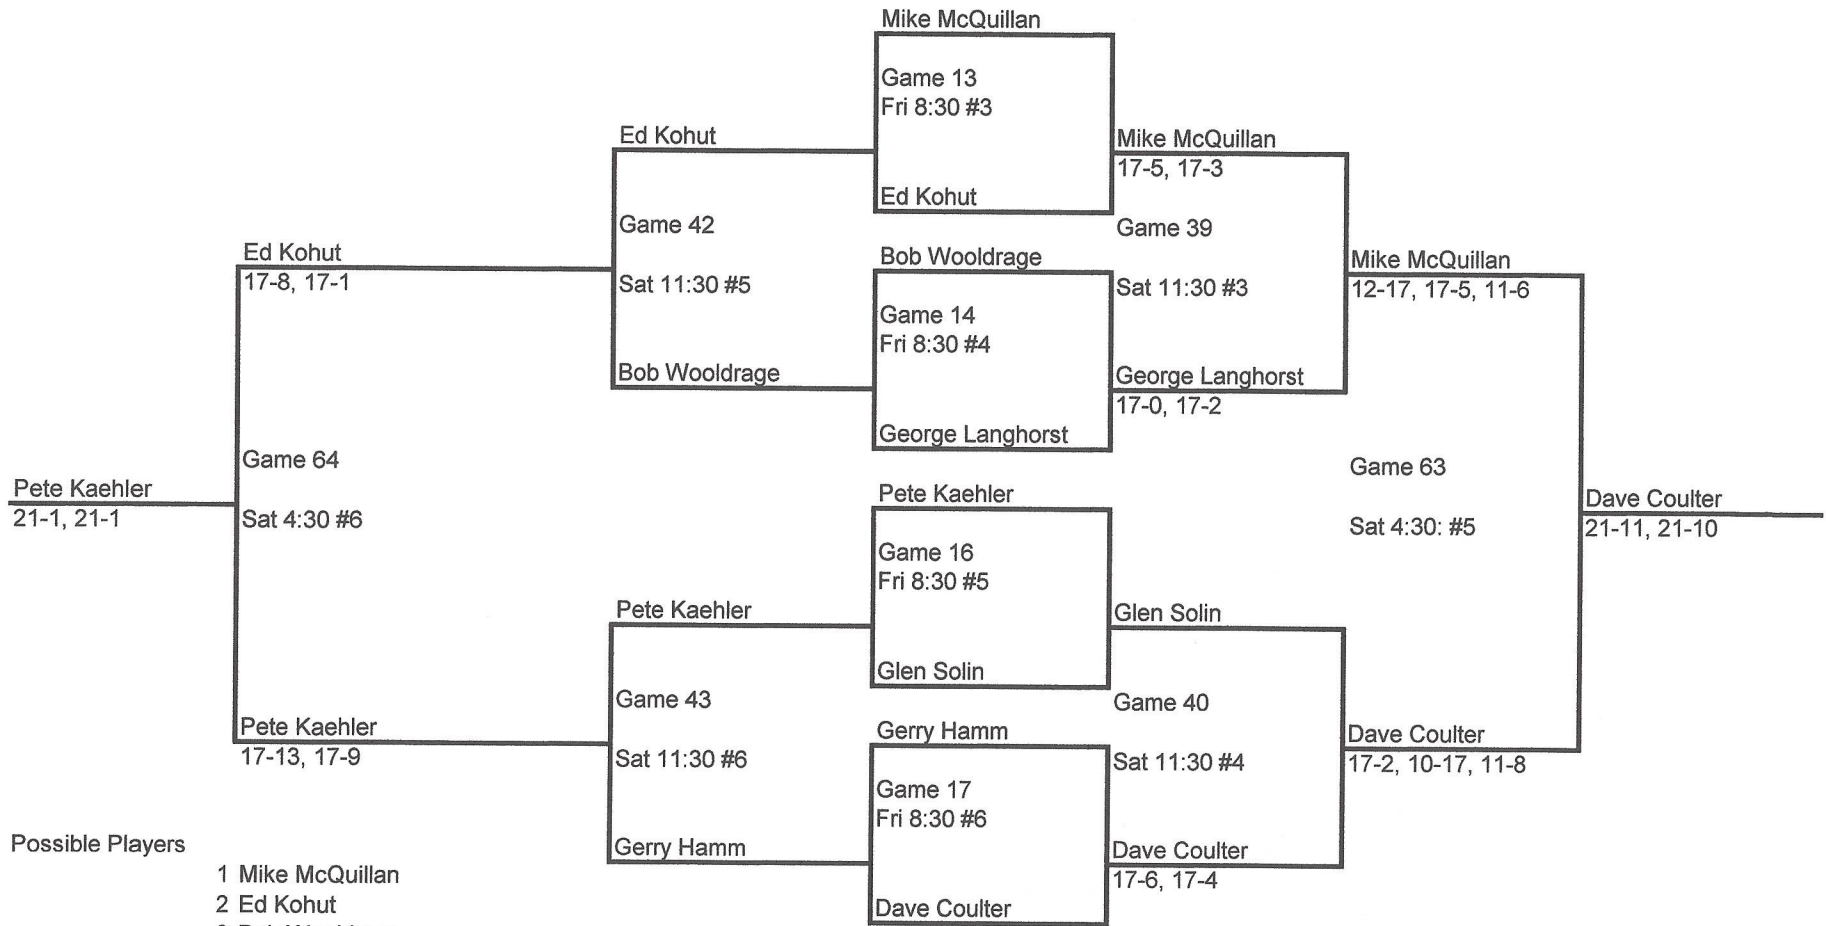 Mike McQuillan
Game 13
Fri 8:30 #3
Ed Kohut
Mike McQuillan
17-5, 17-3
Ed Kohut
Game 42
Game 39
Ed Kohut
17-8, 17-1
Bob Wooldrage
Mike McQuillan
12-17, 17-5, 11-6
Sat 11:30 #5
Sat 11:30 #3
Game 14
Fri 8:30 #4
Bob Wooldrage
George Langhorst
17-0, 17-2
George Langhorst
Game 64
Game 63
Pete Kaehler
21-1, 21-1
Sat 4:30 #6
Pete Kaehler
Dave Coulter
21-11, 21-10
Sat 4:30: #5
Game 16
Fri 8:30 #5
Pete Kaehler
Glen Solin
Glen Solin
Game 43
Game 40
Pete Kaehler
17-13, 17-9
Gerry Hamm
Dave Coulter
17-2, 10-17, 11-8
Sat 11:30 #6
Sat 11:30 #4
Game 17
Fri 8:30 #6
Gerry Hamm
Dave Coulter
17-6, 17-4
Dave Coulter
Possible Players
1 Mike McQuillan
2 Ed Kohut